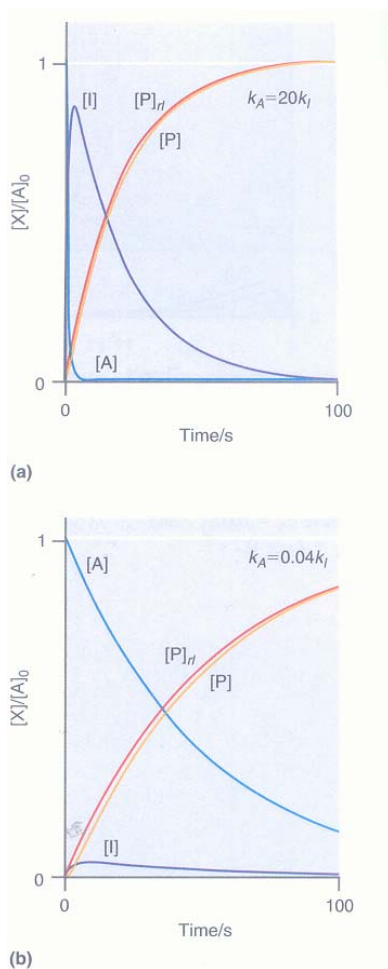 1
[I]
[P]rl
kA=20kI
[P]
[X]/[A]0
[A]
0
0
100
Time/s
(a)
1
[A]
kA=0.04kI
[P]rl
[P]
[X]/[A]0
[I]
0
0
100
Time/s
(b)